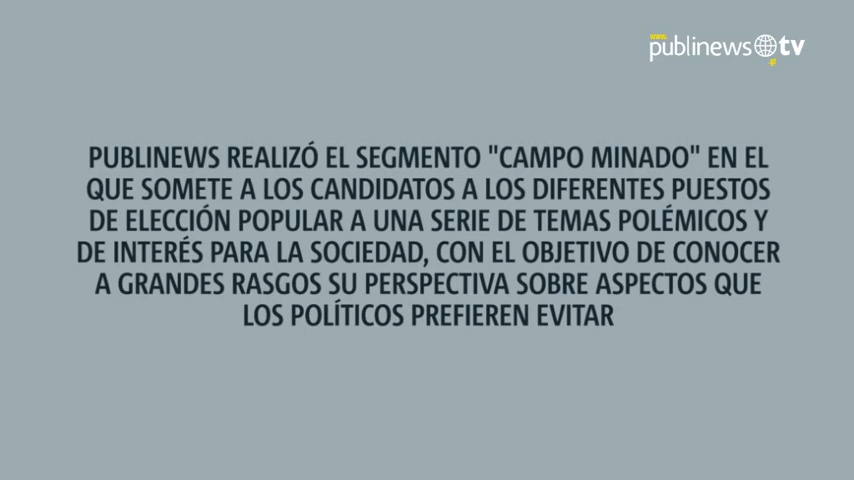 www.
publinews tv
.gt
PUBLINEWS REALIZÓ EL SEGMENTO "CAMPO MINADO" EN EL
QUE SOMETE A LOS CANDIDATOS A LOS DIFERENTES PUESTOS
DE ELECCIÓN POPULAR A UNA SERIE DE TEMAS POLÉMICOS Y
DE INTERÉS PARA LA SOCIEDAD, CON EL OBJETIVO DE CONOCER
A GRANDES RASGOS SU PERSPECTIVA SOBRE ASPECTOS QUE
LOS POLÍTICOS PREFIEREN EVITAR